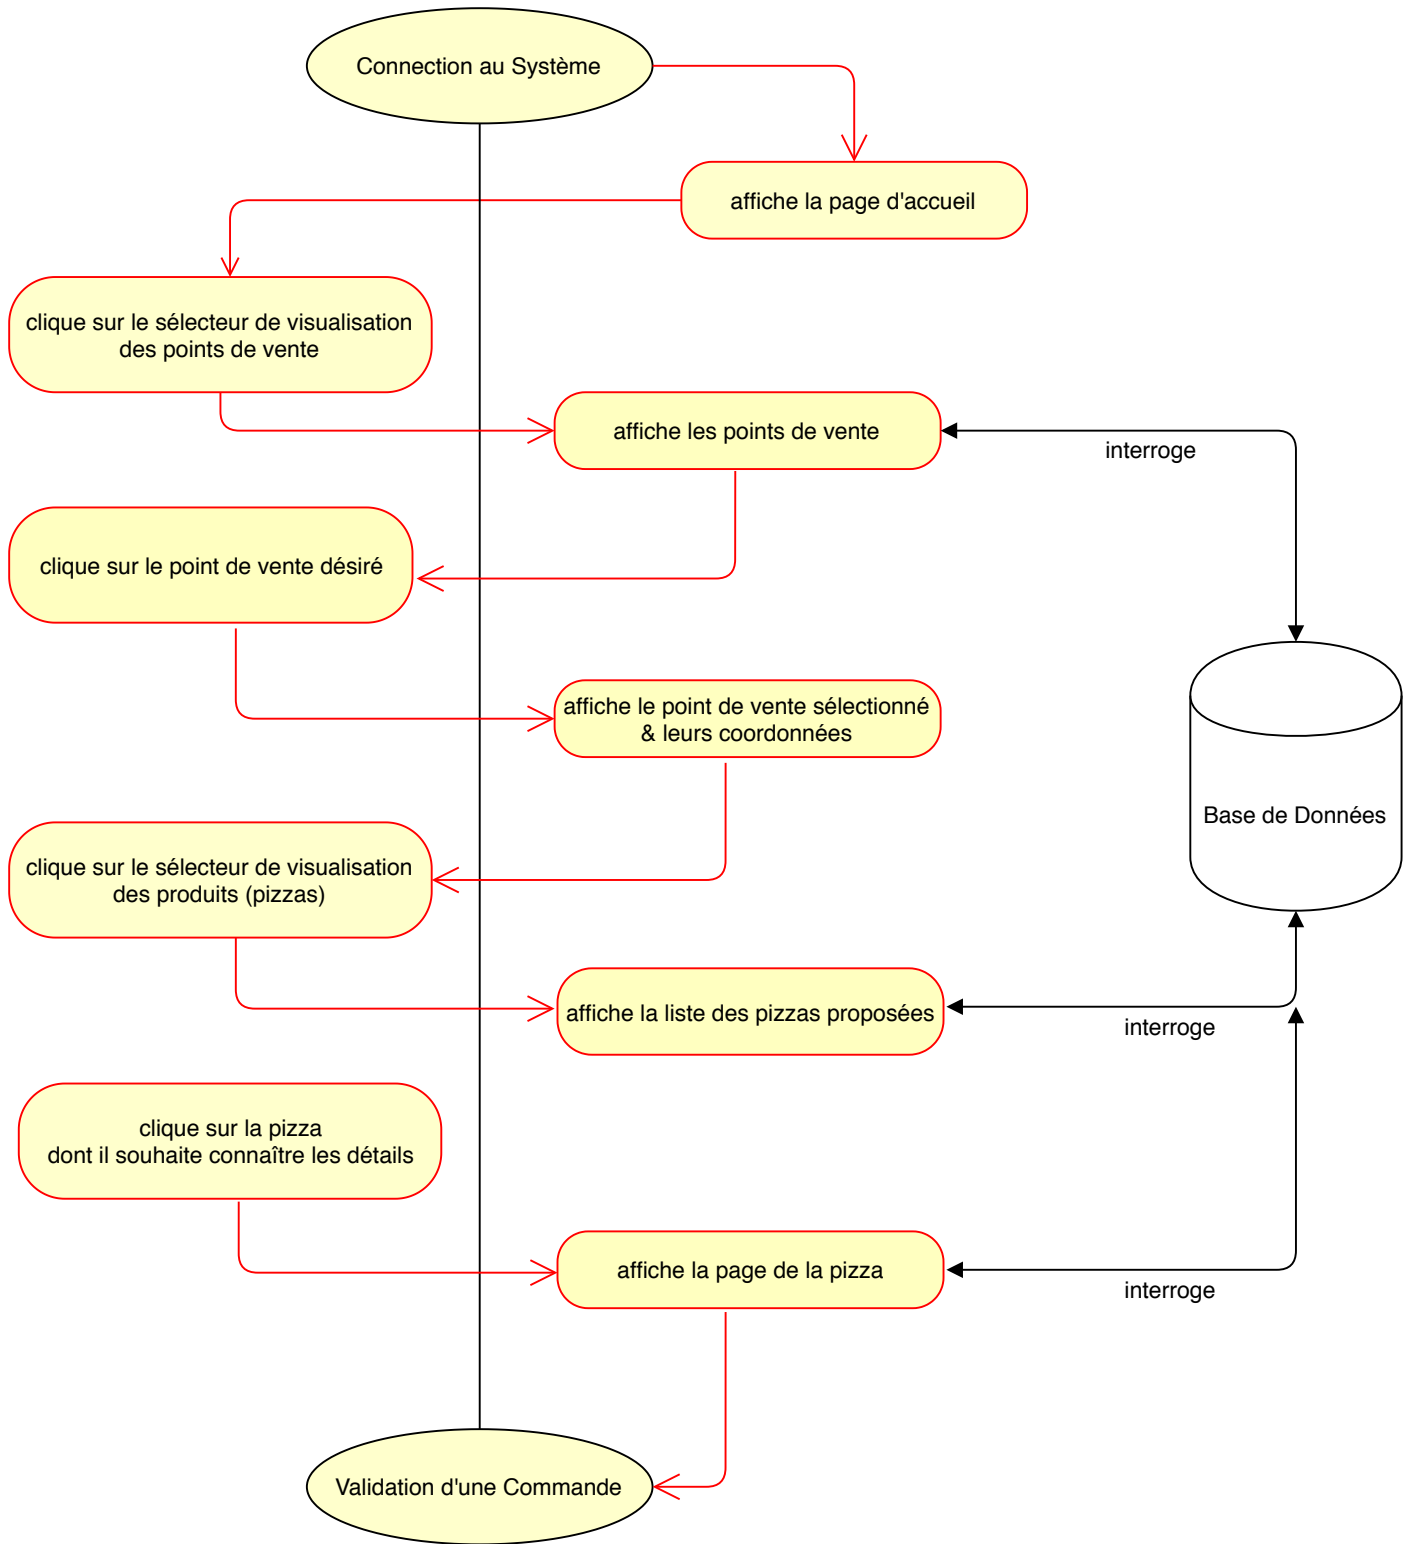 Connection au Système
affiche la page d'accueil
clique sur le sélecteur de visualisation
des points de vente
affiche les points de vente
interroge
clique sur le point de vente désiré
affiche le point de vente sélectionné
& leurs coordonnées
Base de Données
clique sur le sélecteur de visualisation
des produits (pizzas)
affiche la liste des pizzas proposées
interroge
clique sur la pizza
dont il souhaite connaître les détails
affiche la page de la pizza
interroge
Validation d'une Commande